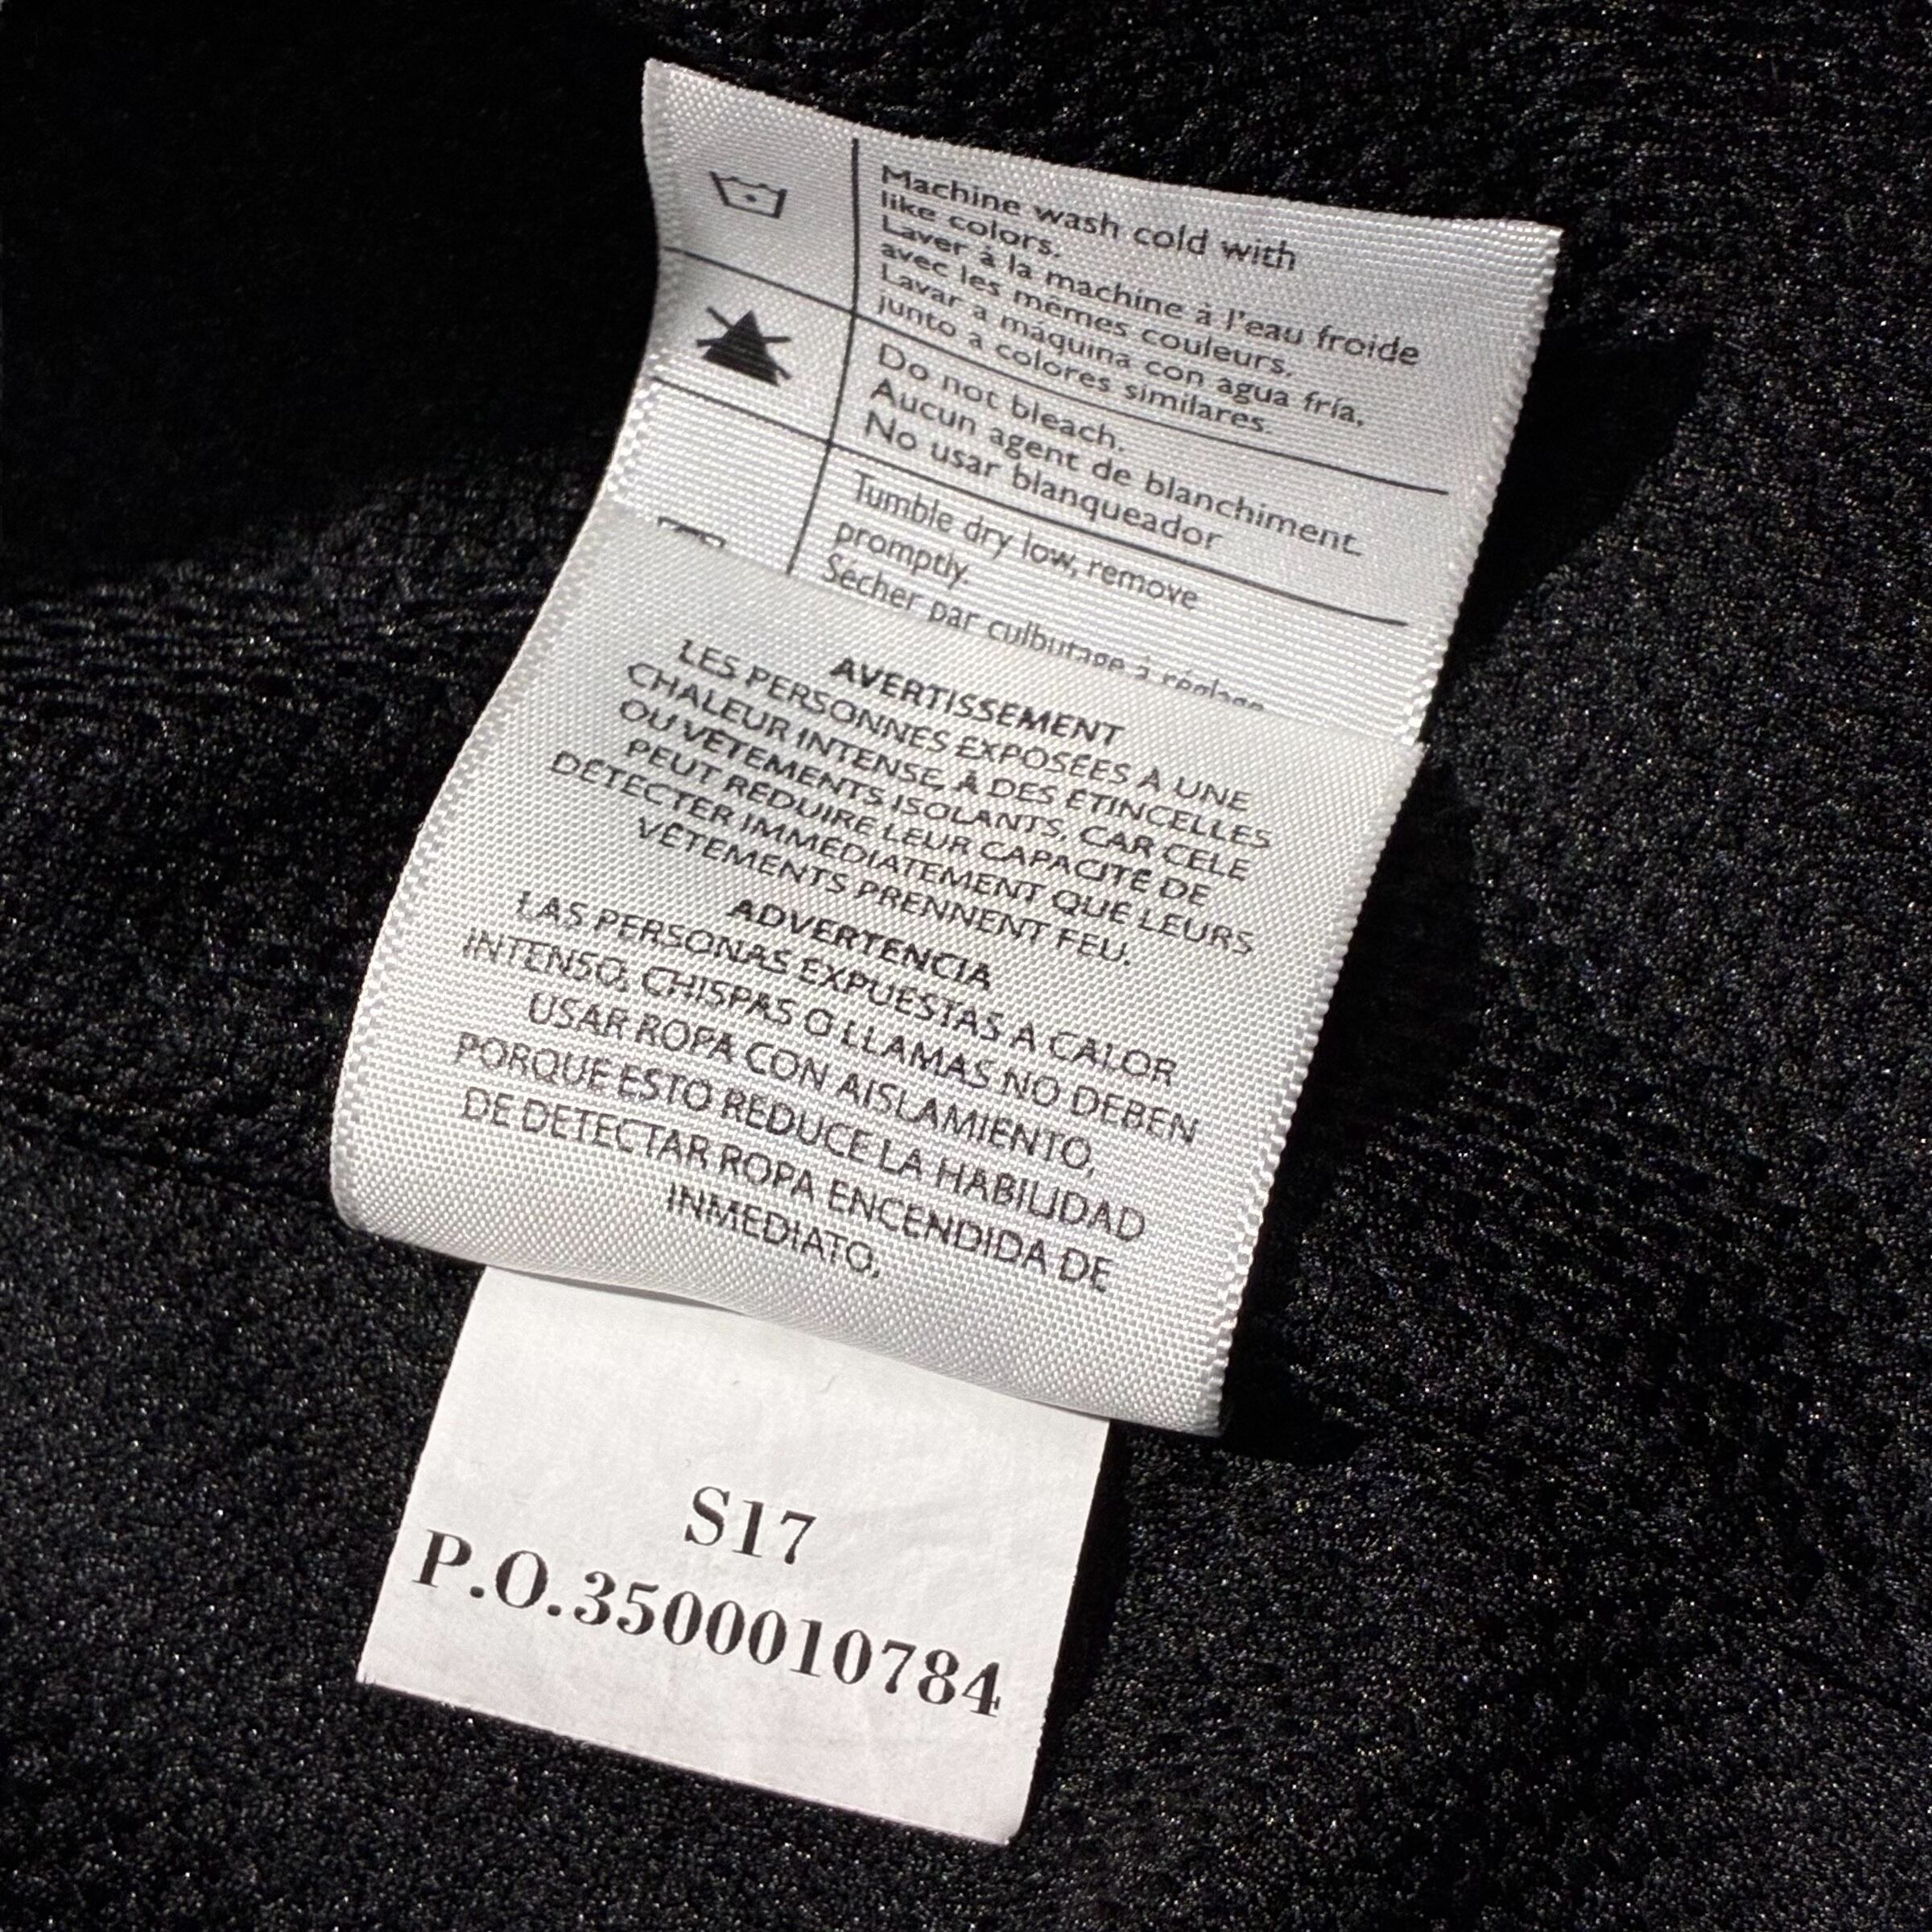 Machine wash cold with
like colors.
Laver à la machine à l'eau froide
avec les mêmes couleurs.
Lavar a máquina con agua fría,
junto a colores similares.
Do not bleach.
Aucun agent de blanchiment.
No usar blanqueador
Tumble dry low, remove
promptly.
Sécher par culbutage à
AVERTISSEMENT
LES PERSONNES EXPOSÉES À UNE
CHALEUR INTENSE, À DES ÉTINCELLES
OU VÊTEMENTS ISOLANTS, CAR CELE
PEUT RÉDUIRE LEUR CAPACITÉ DE
DÉTECTER IMMÉDIATEMENT QUE LEURS
VÊTEMENTS PRENNENT FEU.
ADVERTENCIA
LAS PERSONAS EXPUESTAS A CALOR
INTENSO, CHISPAS O LLAMAS NO DEBEN
USAR ROPA CON AISLAMIENTO,
PORQUE ESTO REDUCE LA HABILIDAD
DE DETECTAR ROPA ENCENDIDA DE
INMEDIATO,
S17
P.O.3500010784